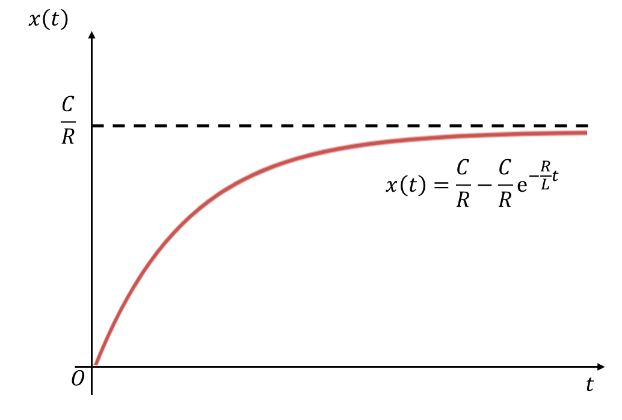 x(t)
C/R
x(t) = C/R − C/R e^(−R/L t)
O
t